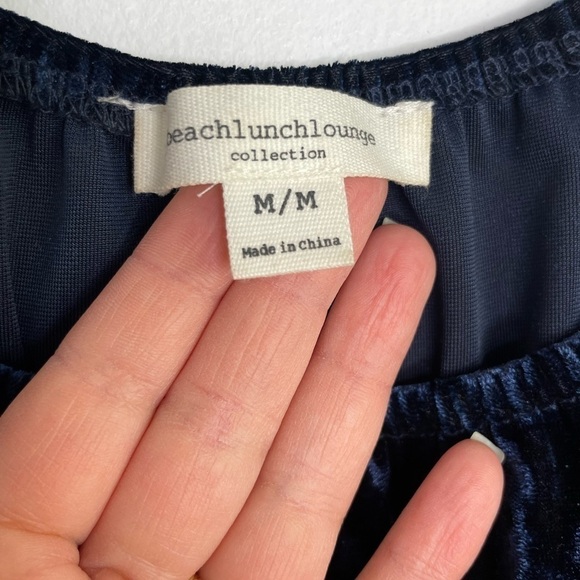 beachlunchlounge
collection
M/M
Made in China